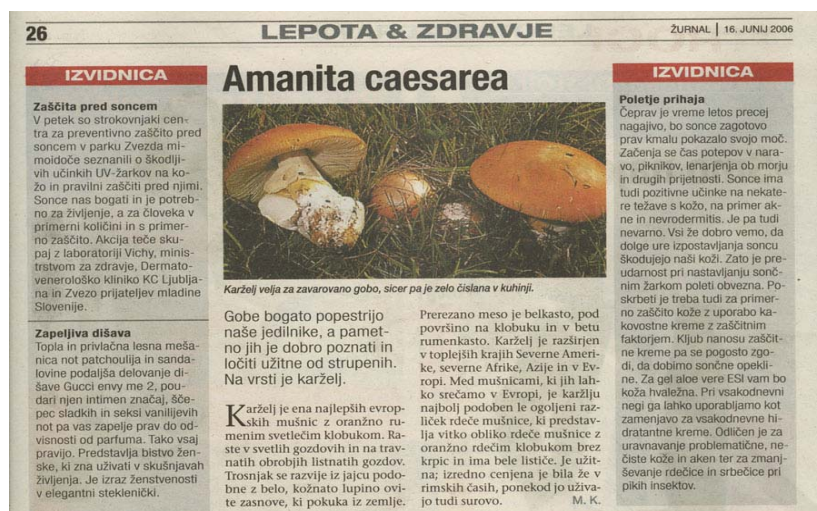 26
LEPOTA & ZDRAVJE
ŽURNAL | 16. JUNIJ 2006
IZVIDNICA
Zaščita pred soncem
V petek so strokovnjaki cen-
tra za preventivno zaščito pred
soncem v parku Zvezda mi-
moidoče seznanili o škodlji-
vih učinkih UV-žarkov na ko-
žo in pravilni zaščiti pred njimi.
Sonce nas bogati in je potreb-
no za življenje, a za človeka v
primerni količini in s primer-
no zaščito. Akcija teče sku-
paj z laboratoriji Vichy, minis-
trstvom za zdravje, Dermato-
venerološko kliniko KC Ljublja-
na in Zvezo prijateljev mladine
Slovenije.
Zapeljiva dišava
Topla in privlačna lesna meša-
nica not patchoulija in sanda-
lovine podaljša delovanje di-
šave Gucci envy me 2, pou-
dari njen intimen značaj, šče-
pec sladkih in seksi vanilijevih
not pa vas zapelje prav do od-
visnosti od parfuma. Tako vsaj
pravijo. Predstavlja bistvo žen-
ske, ki zna uživati v skušnjavah
življenja. Je izraz ženstvenosti
v elegantni steklenički.
Amanita caesarea
Karželj velja za zavarovano gobo, sicer pa je zelo čislana v kuhinji.
Gobe bogato popestrijo
naše jedilnike, a pamet-
no jih je dobro poznati in
ločiti užitne od strupenih.
Na vrsti je karželj.
Karželj je ena najlepših evrop-
skih mušnic z oranžno ru-
menim svetlečim klobukom. Ra-
ste v svetlih gozdovih in na trav-
natih obrobjih listnatih gozdov.
Trosnjak se razvije iz jajcu podo-
bne z belo, kožnato lupino ovi-
te zasnove, ki pokuka iz zemlje.
Prerezano meso je belkasto, pod
površino na klobuku in v betu
rumenkasto. Karželj je razširjen
v toplejših krajih Severne Ameri-
ke, severne Afrike, Azije in v Ev-
ropi. Med mušnicami, ki jih lah-
ko srečamo v Evropi, je karžlju
najbolj podoben le ogoljeni raz-
liček rdeče mušnice, ki predstav-
lja vitko obliko rdeče mušnice z
oranžno rdečim klobukom brez
krpic in ima bele lističe. Je užit-
na; izredno cenjena je bila že v
rimskih časih, ponekod jo uživa-
jo tudi surovo.
M. K.
IZVIDNICA
Poletje prihaja
Čeprav je vreme letos precej
nagajivo, bo sonce zagotovo
prav kmalu pokazalo svojo moč.
Začenja se čas potepov v nara-
vo, piknikov, lenarjenja ob morju
in drugih prijetnosti. Sonce ima
tudi pozitivne učinke na nekate-
re težave s kožo, na primer ak-
ne in nevrodermitis. Je pa tudi
nevarno. Vsi že dobro vemo, da
dolge ure izpostavljanja soncu
škodujejo naši koži. Zato je pre-
udarnost pri nastavljanju sonč-
nim žarkom poleti obvezna. Po-
skrbeti je treba tudi za primer-
no zaščito kože z uporabo ka-
kovostne kreme z zaščitnim
faktorjem. Kljub nanosu zaščit-
ne kreme pa se pogosto zgo-
di, da dobimo sončne opekli-
ne. Za gel aloe vere ESI vam bo
koža hvaležna. Pri vsakodnevni
negi ga lahko uporabljamo kot
zamenjavo za vsakodnevne hi-
dratantne kreme. Odličen je za
uravnavanje problematične, ne-
čiste kože in aken ter za zmanj-
ševanje rdečice in srbečice pri
pikih insektov.